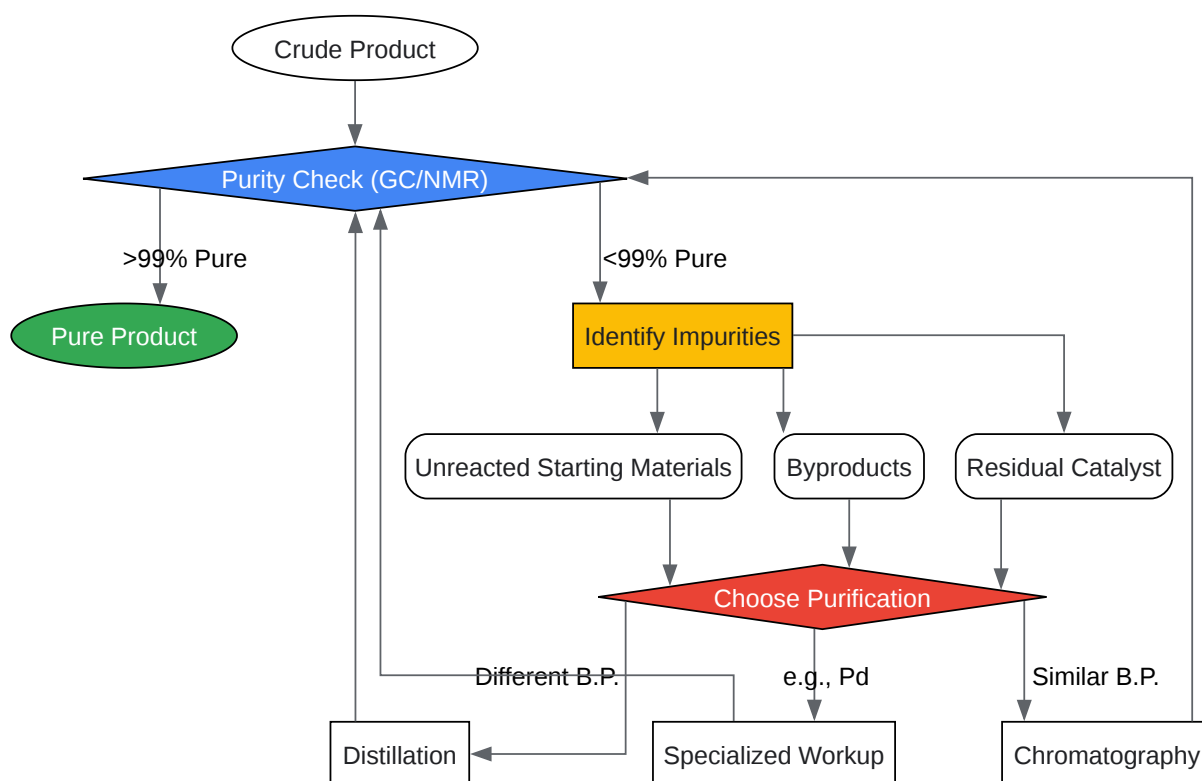 Crude Product
Purity Check (GC/NMR)
>99% Pure
<99% Pure
Pure Product
Identify Impurities
Unreacted Starting Materials
Byproducts
Residual Catalyst
Choose Purification
Different B.P.
e.g., Pd
Similar B.P.
Distillation
Specialized Workup
Chromatography